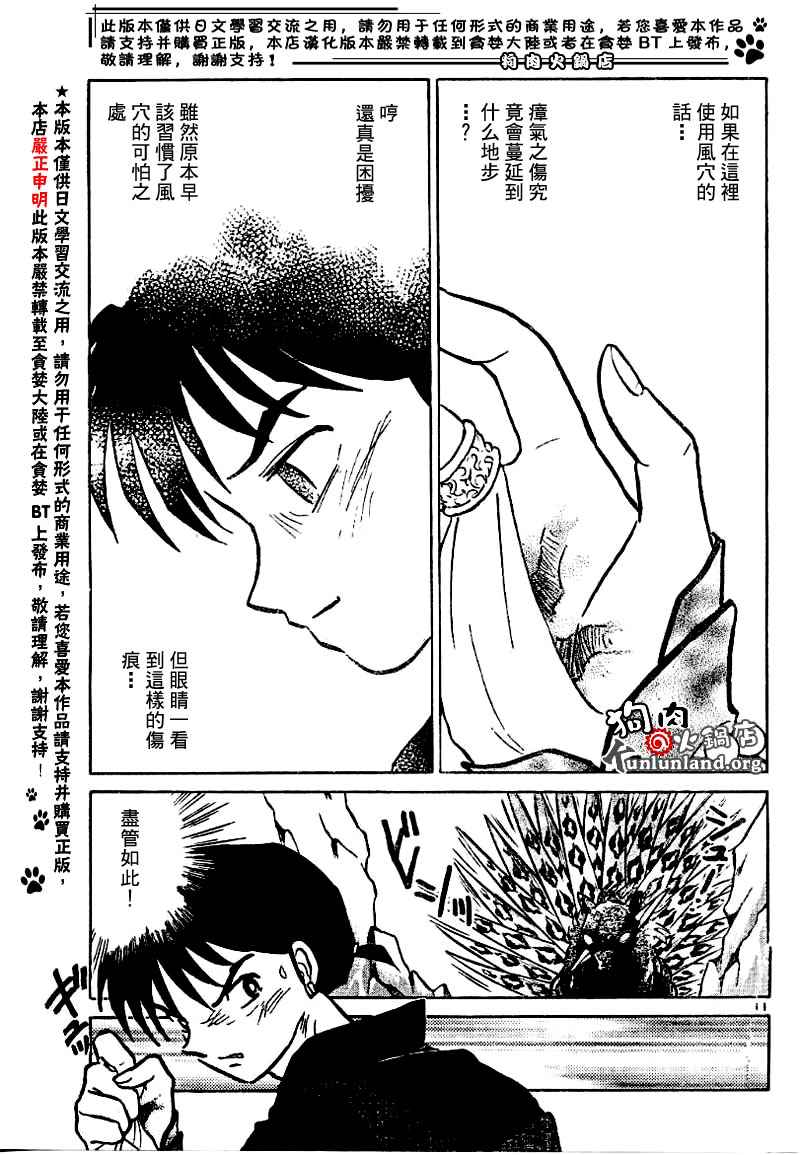 此版本僅供日文學習交流之用，請勿用于任何形式的商業用途，若您喜愛本作品
請支持并購買正版，本店漢化版本嚴禁轉載到貪婪大陸或者在貪婪 BT 上發布，
敬請理解，謝謝支持！
狗肉火鍋店
如果在這裡
使用風穴的
話…
瘴氣之傷究
竟會蔓延到
什么地步
…?
哼
還真是困擾
雖然原本早
該習慣了風
穴的可怕之
處
但眼睛一看
到這樣的傷
痕…
狗肉火鍋店
Kunlunland.org
シュー
盡管如此！
ギュ
11
★本版本僅供日文學習交流之用，請勿用于任何形式的商業用途，若您喜愛本作品請支持并購買正版，
本店嚴正申明此版本嚴禁轉載至貪婪大陸或在貪婪 BT 上發布，敬請理解，謝謝支持！